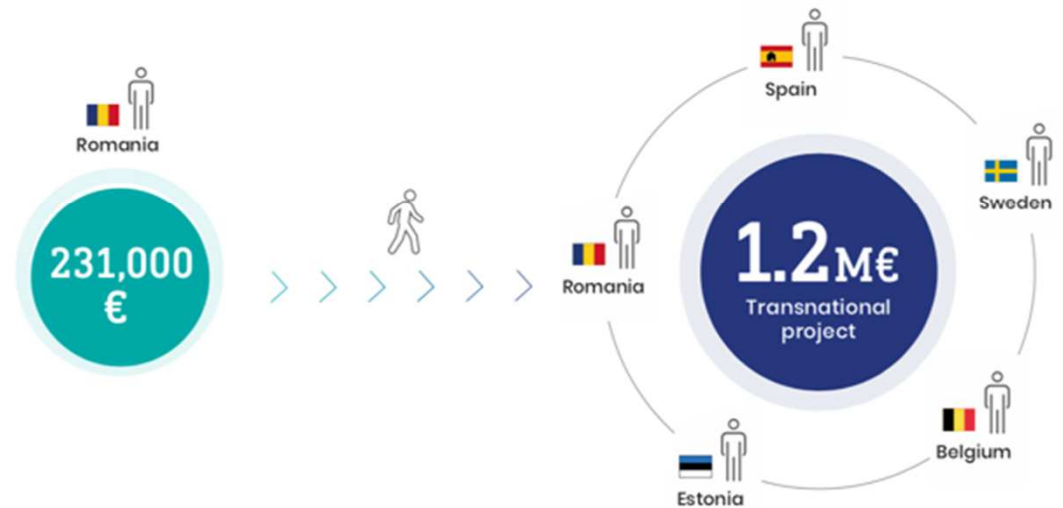 Romania
231,000
€
Spain
Sweden
Romania
1.2M€
Transnational
project
Belgium
Estonia